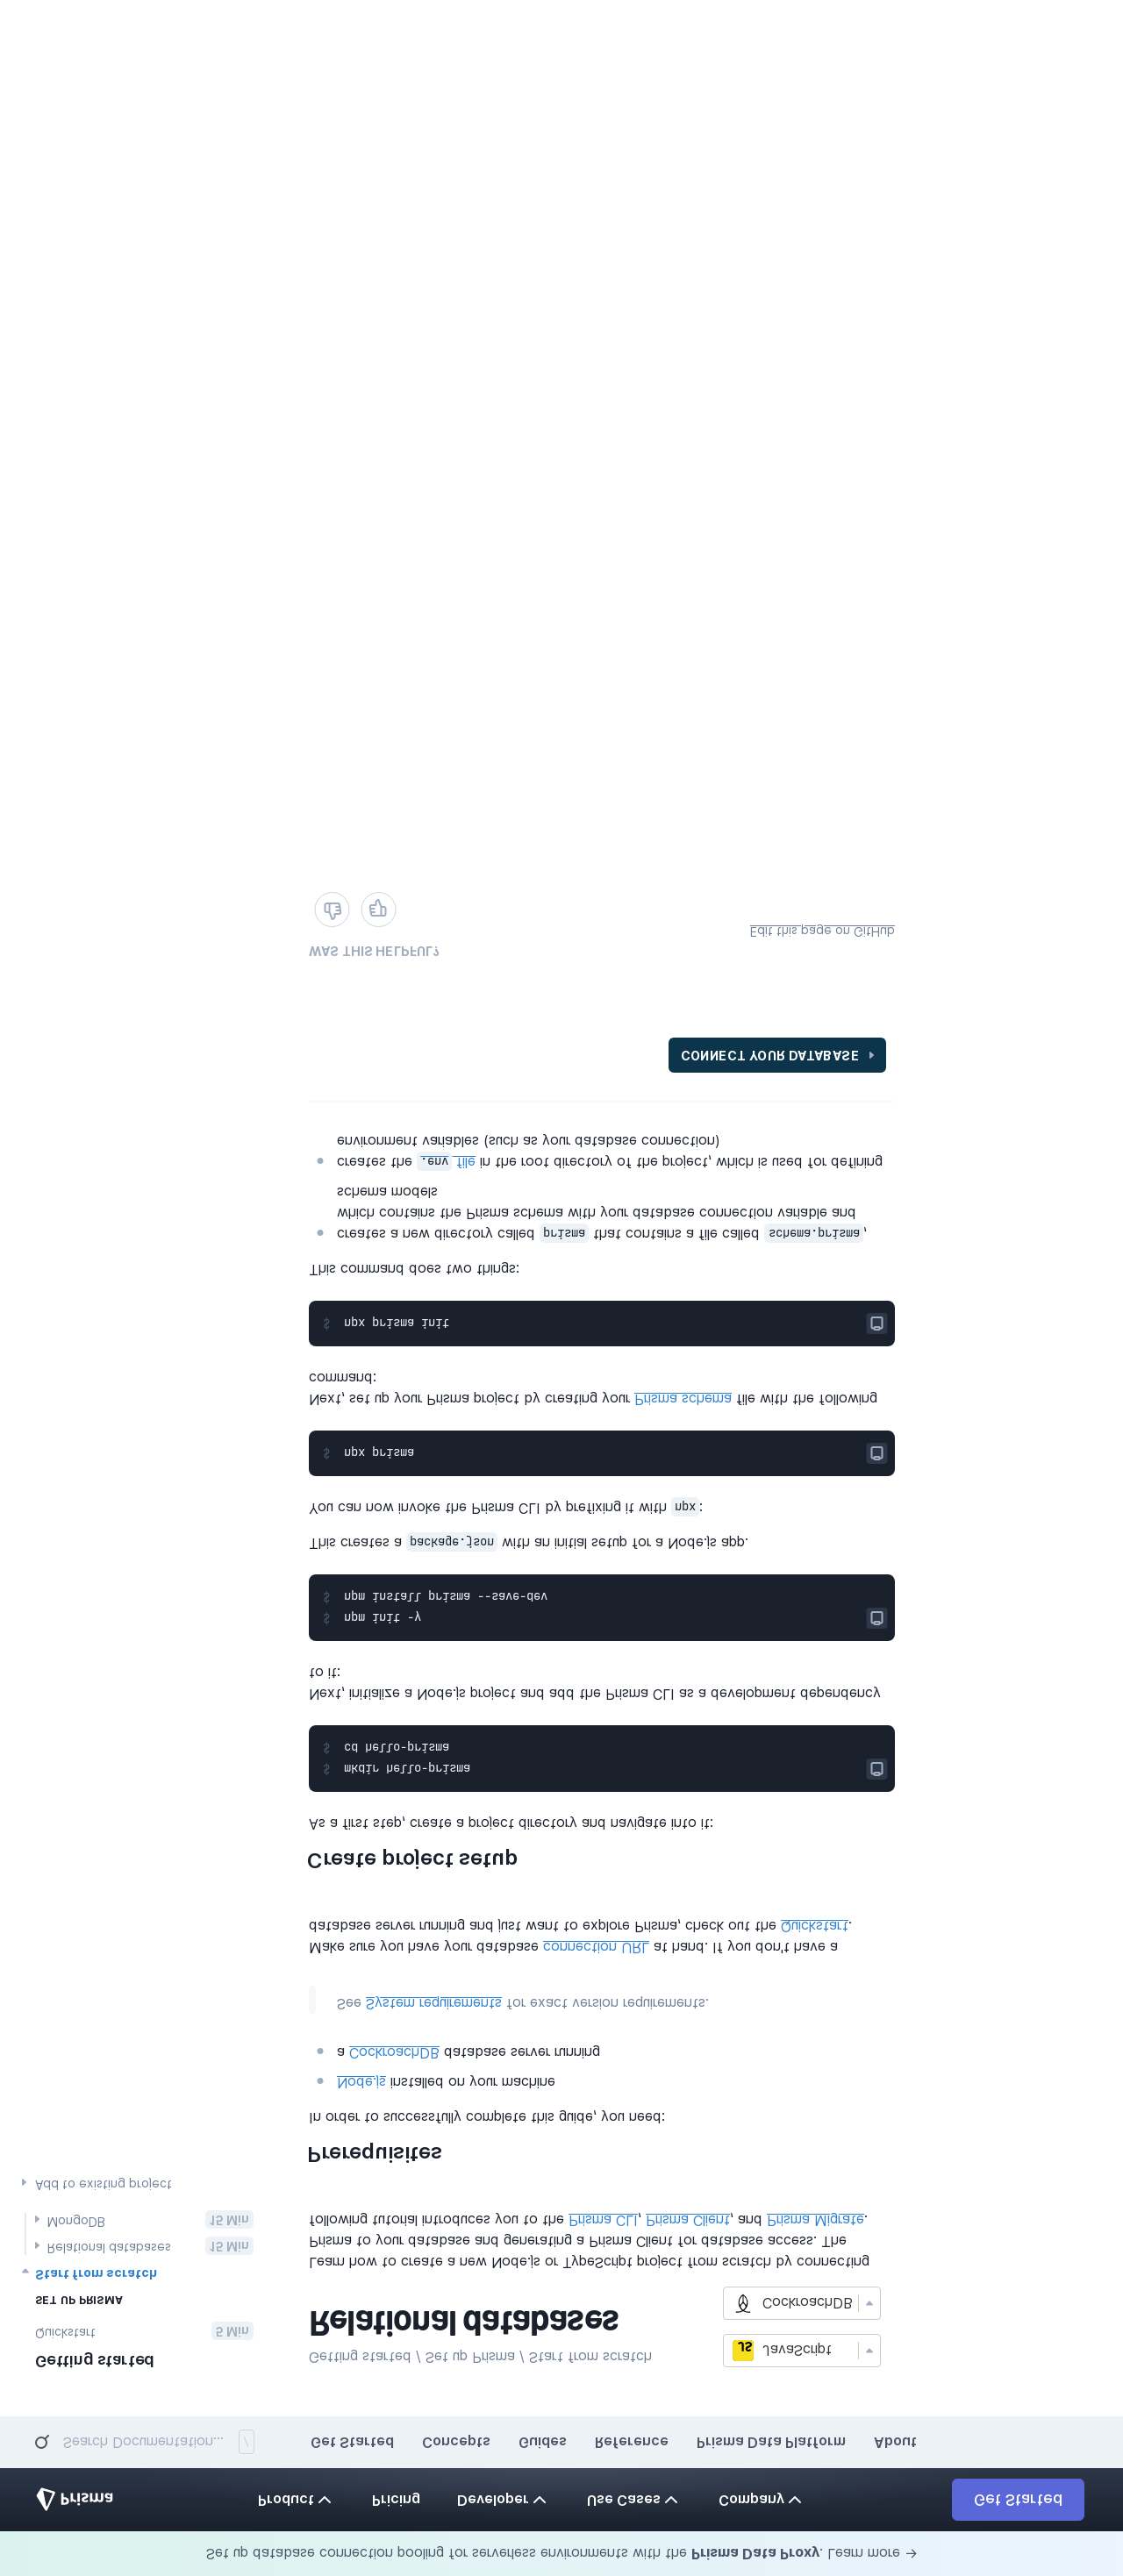 Set up database connection pooling for serverless environments with the Prisma Data Proxy. Learn more →
Prisma
Product
Pricing
Developer
Use Cases
Company
Get Started
Search Documentation... /
Get Started
Concepts
Guides
Reference
Prisma Data Platform
About
Getting started
Quickstart 5 Min
SET UP PRISMA
Start from scratch
Relational databases 15 Min
MongoDB 15 Min
Add to existing project
Getting started / Set up Prisma / Start from scratch
Relational databases
JS JavaScript
CockroachDB
Learn how to create a new Node.js or TypeScript project from scratch by connecting
Prisma to your database and generating a Prisma Client for database access. The
following tutorial introduces you to the Prisma CLI, Prisma Client, and Prisma Migrate.
Prerequisites
In order to successfully complete this guide, you need:
Node.js installed on your machine
a CockroachDB database server running
See System requirements for exact version requirements.
Make sure you have your database connection URL at hand. If you don't have a
database server running and just want to explore Prisma, check out the Quickstart.
Create project setup
As a first step, create a project directory and navigate into it:
$ mkdir hello-prisma
$ cd hello-prisma
Next, initialize a Node.js project and add the Prisma CLI as a development dependency
to it:
$ npm init -y
$ npm install prisma --save-dev
This creates a package.json with an initial setup for a Node.js app.
You can now invoke the Prisma CLI by prefixing it with npx:
$ npx prisma
Next, set up your Prisma project by creating your Prisma schema file with the following
command:
$ npx prisma init
This command does two things:
creates a new directory called prisma that contains a file called schema.prisma,
which contains the Prisma schema with your database connection variable and
schema models
creates the .env file in the root directory of the project, which is used for defining
environment variables (such as your database connection)
CONNECT YOUR DATABASE
WAS THIS HELPFUL?
Edit this page on GitHub